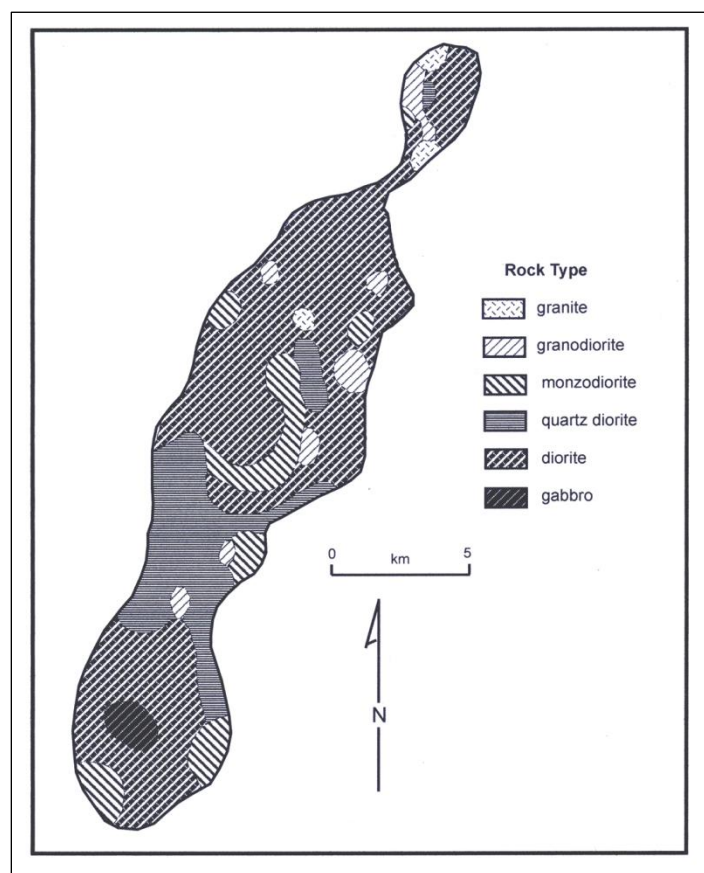 Rock Type
granite
granodiorite
monzodiorite
quartz diorite
diorite
gabbro
0 5
km
N